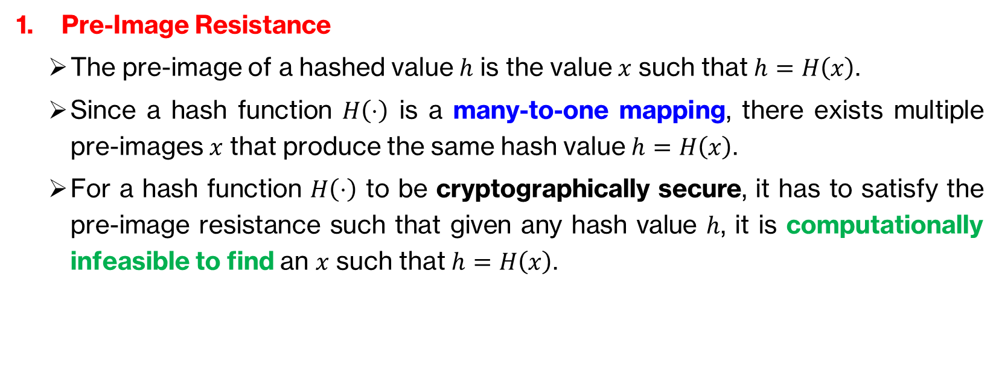 1. Pre-Image Resistance
➢ The pre-image of a hashed value ℎ is the value 𝑥 such that ℎ = 𝐻(𝑥).
➢ Since a hash function 𝐻(·) is a many-to-one mapping, there exists multiple
pre-images 𝑥 that produce the same hash value ℎ = 𝐻(𝑥).
➢ For a hash function 𝐻(·) to be cryptographically secure, it has to satisfy the
pre-image resistance such that given any hash value ℎ, it is computationally
infeasible to find an 𝑥 such that ℎ = 𝐻(𝑥).